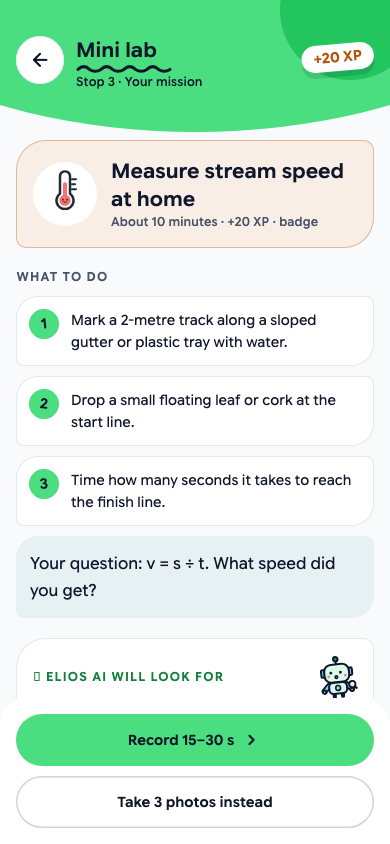 Mini lab
Stop 3 · Your mission
+20 XP
Measure stream speed
at home
About 10 minutes · +20 XP · badge
WHAT TO DO
1
Mark a 2-metre track along a sloped
gutter or plastic tray with water.
2
Drop a small floating leaf or cork at the
start line.
3
Time how many seconds it takes to reach
the finish line.
Your question: v = s ÷ t. What speed did
you get?
ELIOS AI WILL LOOK FOR
Record 15–30 s
Take 3 photos instead